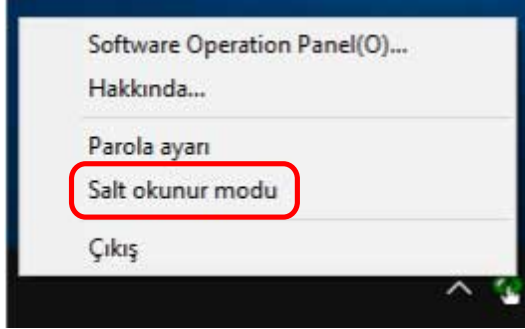 Software Operation Panel(O)...
Hakkında...
Parola ayarı
Salt okunur modu
Çıkış